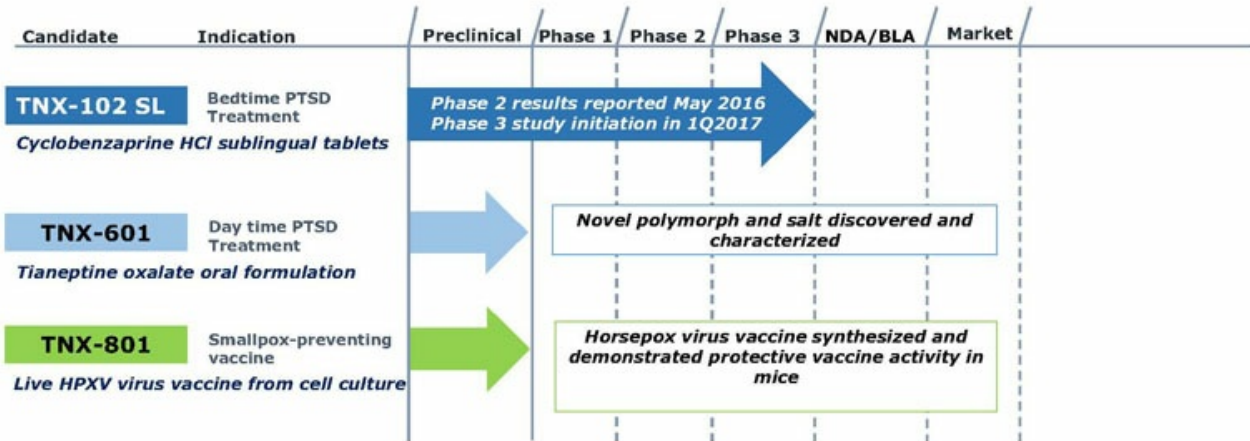 Candidate Indication Preclinical Phase 1 Phase 2 Phase 3 NDA/BLA Market
TNX-102 SL
Bedtime PTSD
Treatment
Cyclobenzaprine HCl sublingual tablets
Phase 2 results reported May 2016
Phase 3 study initiation in 1Q2017
TNX-601
Day time PTSD
Treatment
Tianeptine oxalate oral formulation
Novel polymorph and salt discovered and
characterized
TNX-801
Smallpox-preventing
vaccine
Live HPXV virus vaccine from cell culture
Horsepox virus vaccine synthesized and
demonstrated protective vaccine activity in
mice